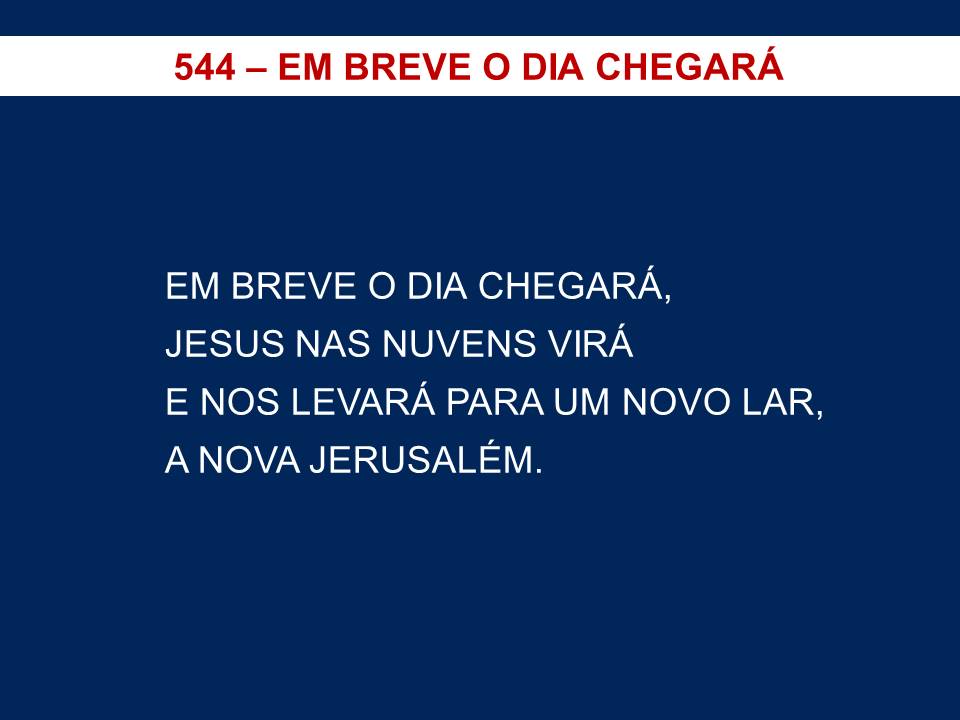 544 – EM BREVE O DIA CHEGARÁ
EM BREVE O DIA CHEGARÁ,
JESUS NAS NUVENS VIRÁ
E NOS LEVARÁ PARA UM NOVO LAR,
A NOVA JERUSALÉM.